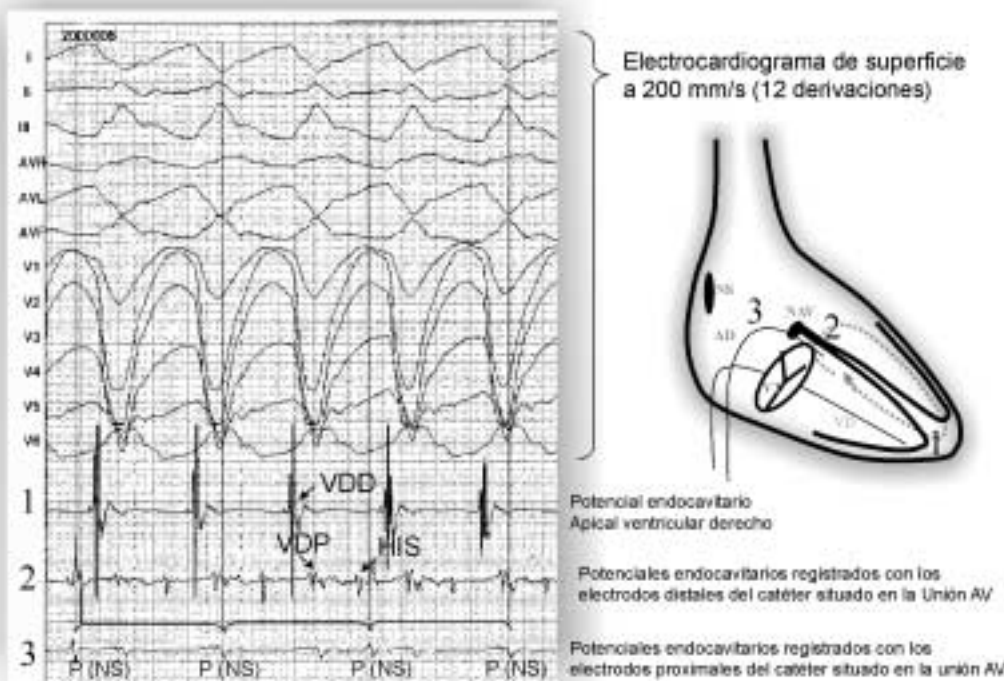 2000006
I
II
III
AVR
AVL
AVF
V1
V2
V3
V4
V5
V6
1
VDD
VDP
HIS
2
3
P (NS)
P (NS)
P (NS)
P (NS)
Electrocardiograma de superficie
a 200 mm/s (12 derivaciones)
NS
3
NAV
2
AD
VD
1
Potencial endocavitario
Apical ventricular derecho
Potenciales endocavitarios registrados con los
electrodos distales del catéter situado en la Unión AV
Potenciales endocavitarios registrados con los
electrodos proximales del catéter situado en la unión AV